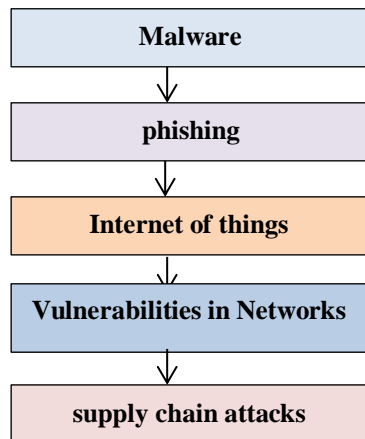 Malware
phishing
Internet of things
Vulnerabilities in Networks
supply chain attacks